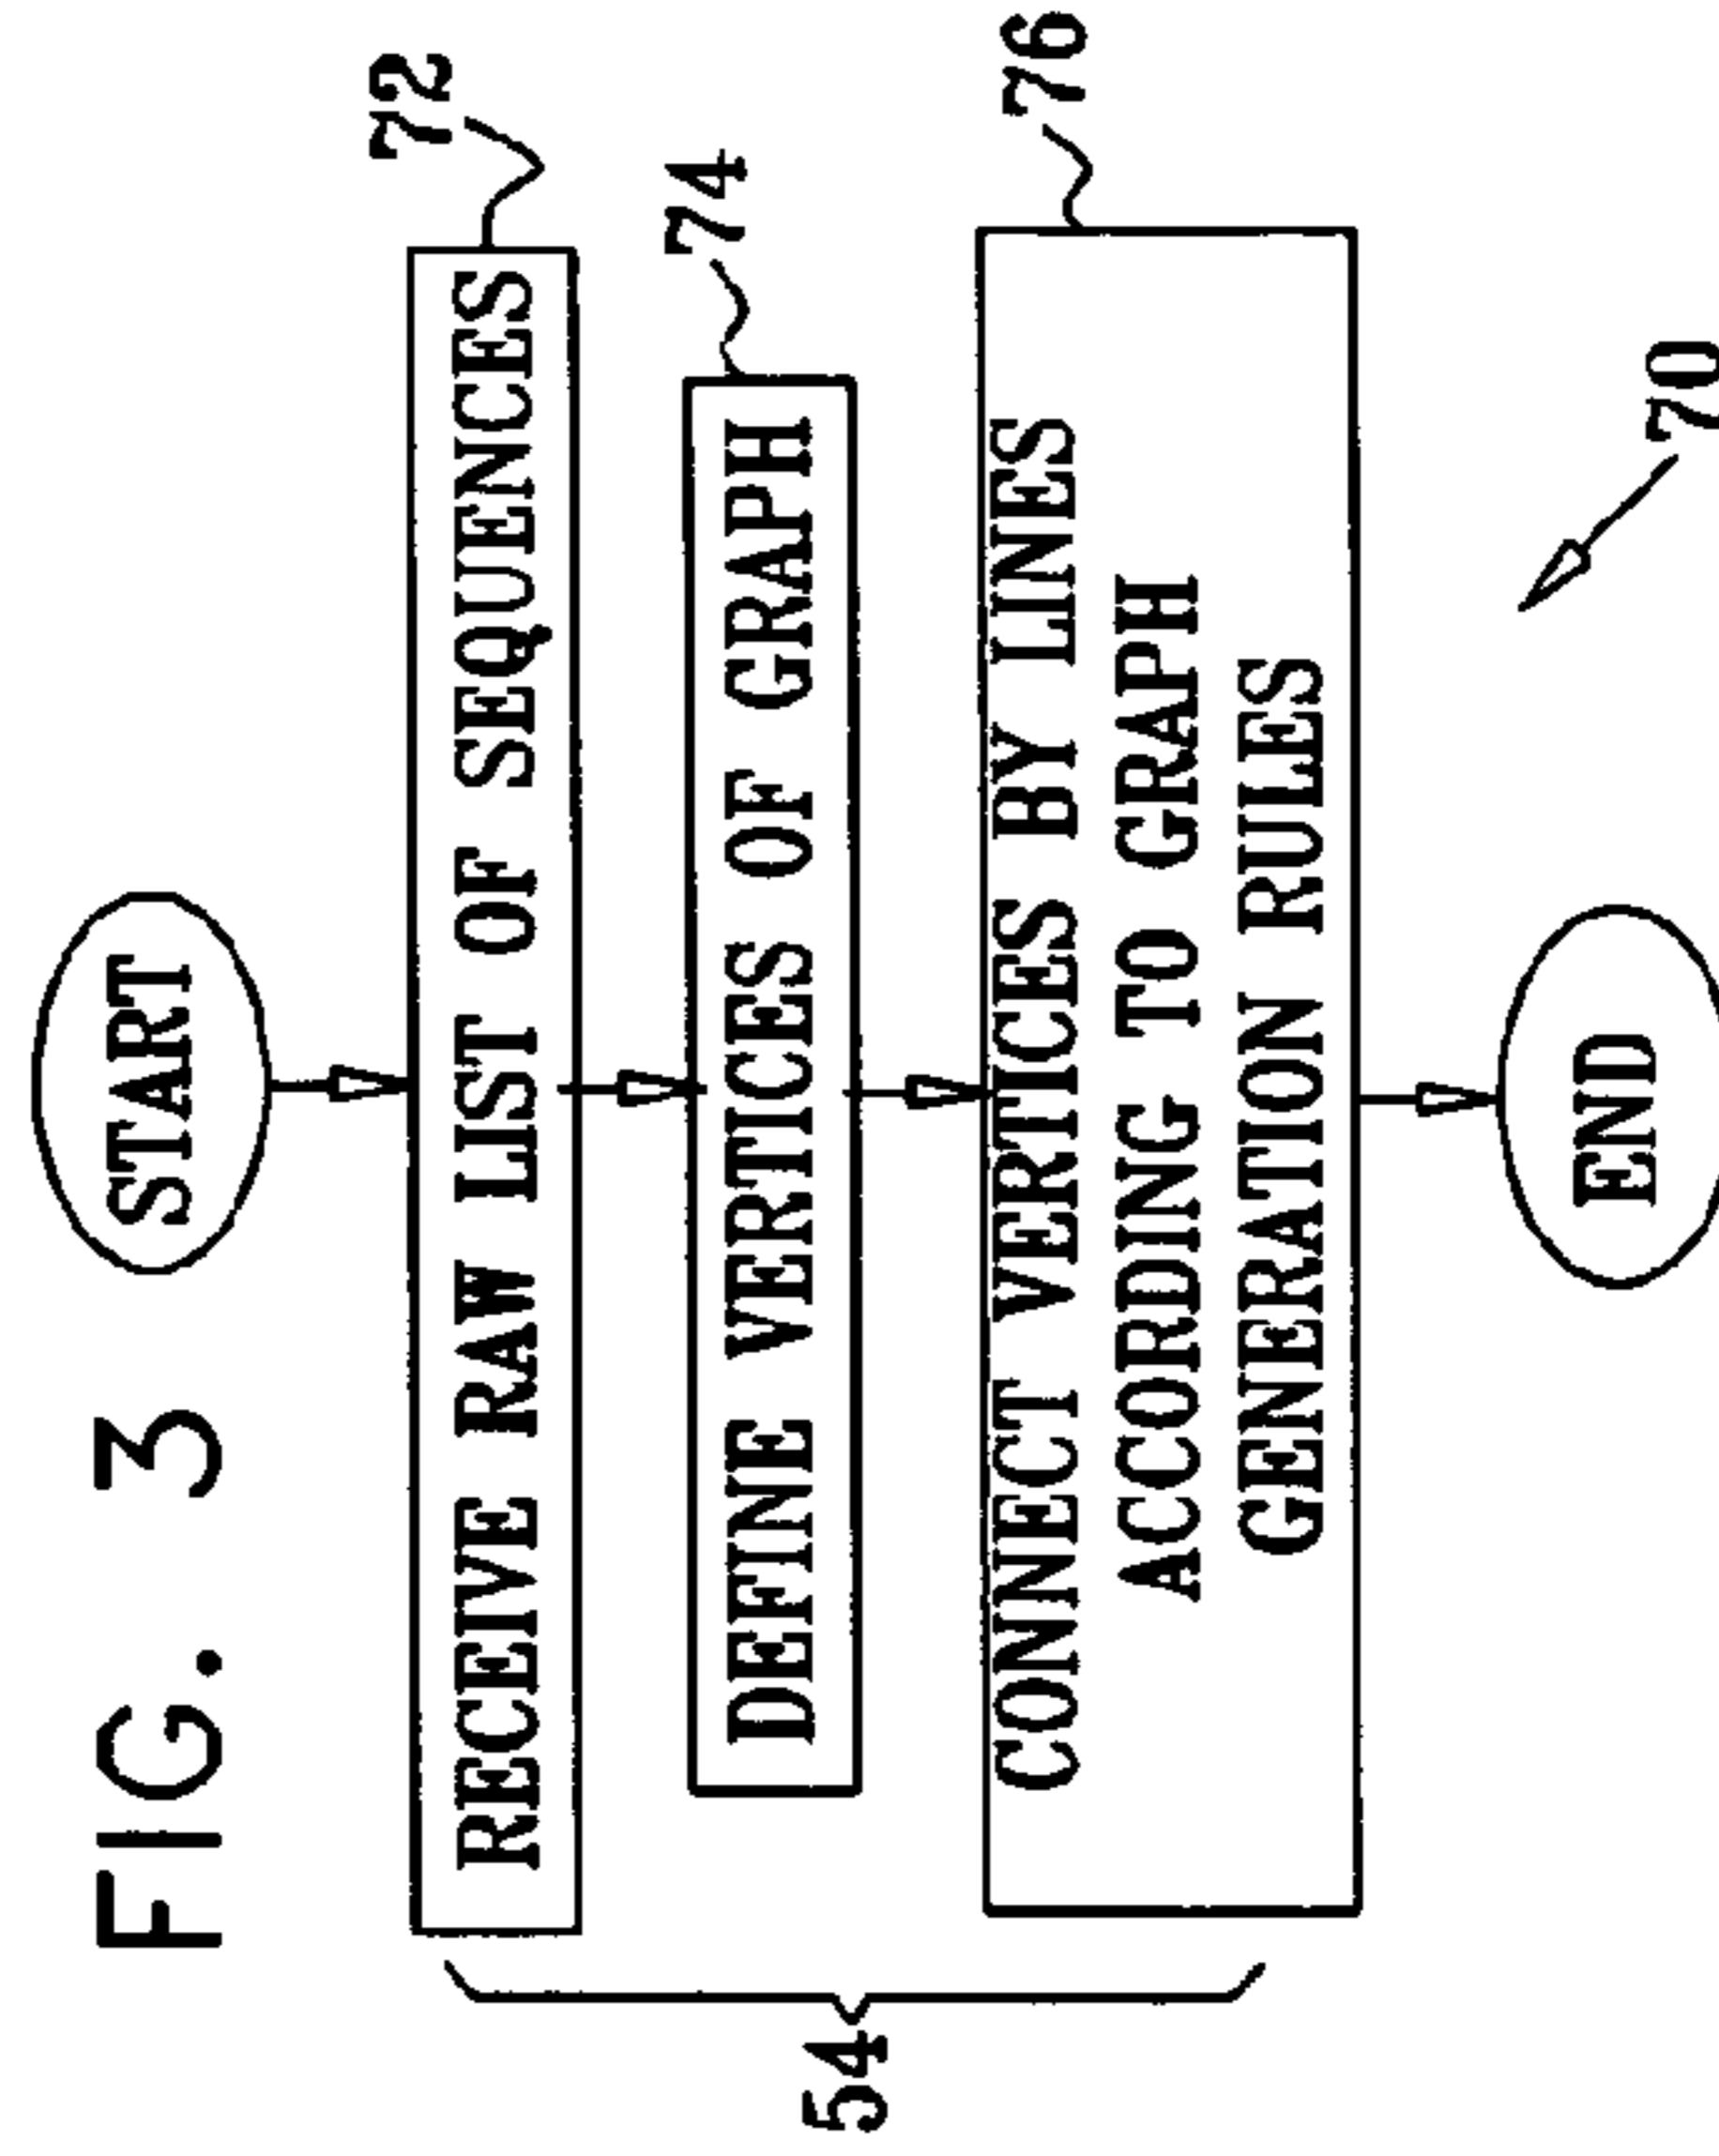 FIG. 3
START
72
RECEIVE RAW LIST OF SEQUENCES
74
DEFINE VERTICES OF GRAPH
76
CONNECT VERTICES BY LINES
ACCORDING TO GRAPH
GENERATION RULES
54
END
70